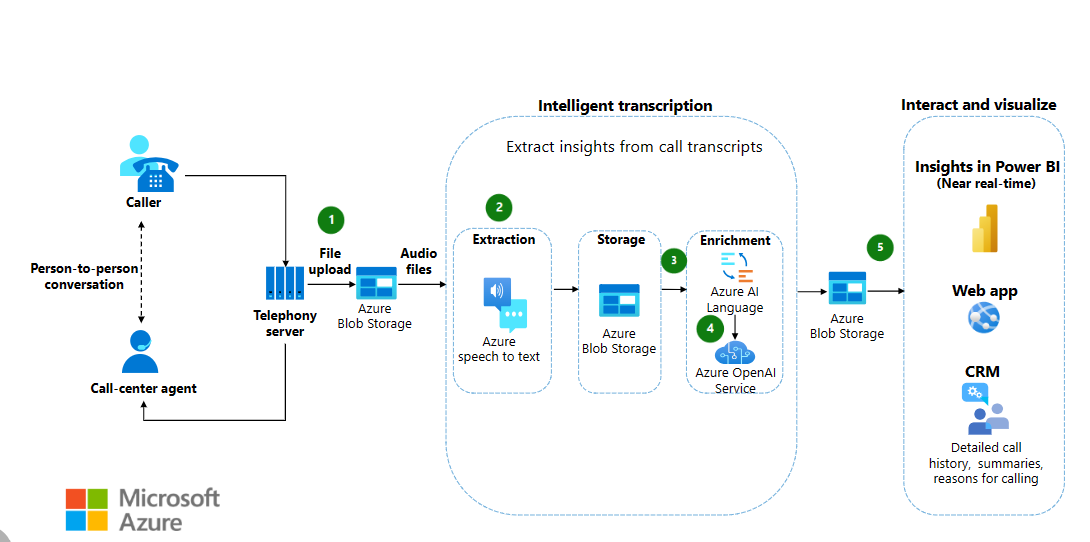 Intelligent transcription
Interact and visualize
Extract insights from call transcripts
Caller
Person-to-person
conversation
Call-center agent
Telephony
server
1
File
upload
Azure
Blob Storage
Audio
files
2
Extraction
Azure
speech to text
Storage
Azure
Blob Storage
3
Enrichment
Azure AI
Language
4
Azure OpenAI
Service
5
Azure
Blob Storage
Insights in Power BI
(Near real-time)
Web app
CRM
Detailed call
history, summaries,
reasons for calling
Microsoft
Azure